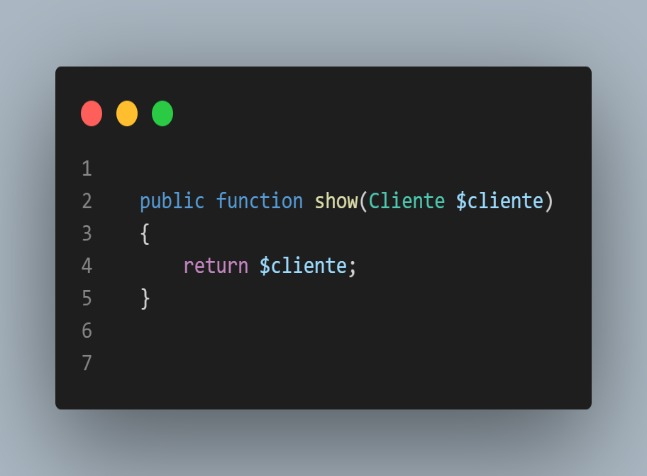 1
2 public function show(Cliente $cliente)
3 {
4 return $cliente;
5 }
6
7